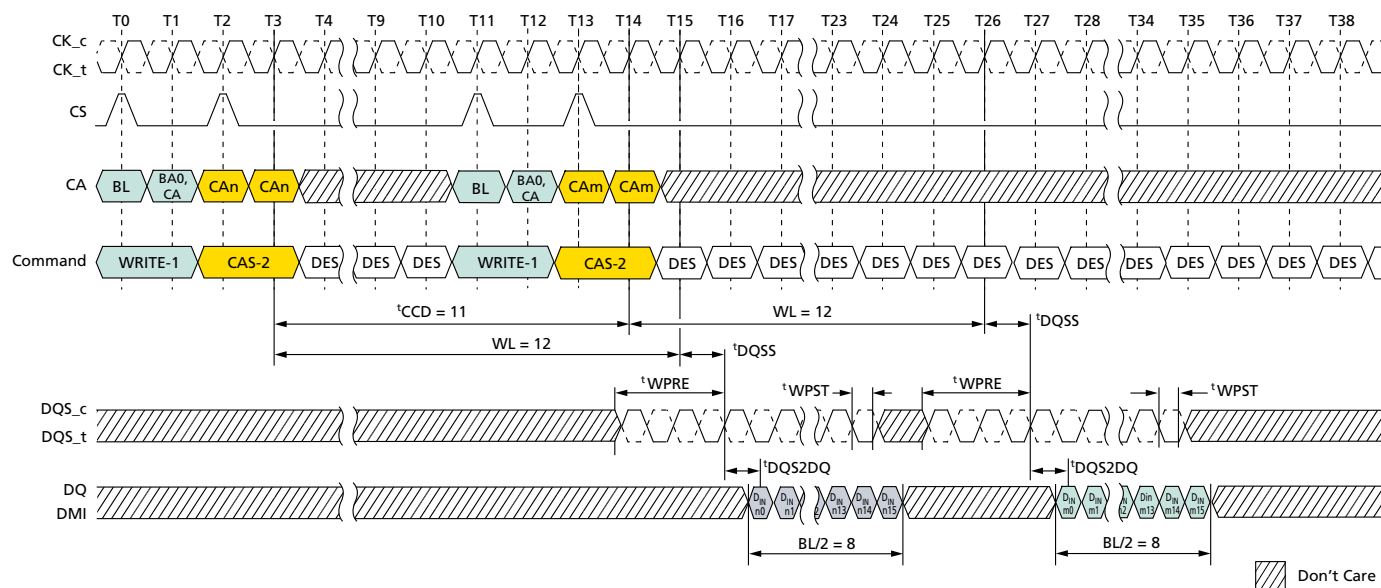 T0 T1 T2 T3 T4 T9 T10 T11 T12 T13 T14 T15 T16 T17 T23 T24 T25 T26 T27 T28 T34 T35 T36 T37 T38
CK_c
CK_t
CS
CA BL BA0, CA CAn CAn BL BA0, CA CAm CAm
Command WRITE-1 CAS-2 DES DES DES WRITE-1 CAS-2 DES DES DES DES DES DES DES DES DES DES DES DES DES DES
tCCD = 11 WL = 12 tDQSS
WL = 12 tDQSS
tWPRE tWPST tWPRE tWPST
DQS_c
DQS_t
tDQS2DQ tDQS2DQ
DQ DIN n0 DIN n1 DIN n13 DIN n14 DIN n15 DIN m0 DIN m1 Din m13 DIN m14 DIN m15
DMI
BL/2 = 8 BL/2 = 8
Don't Care